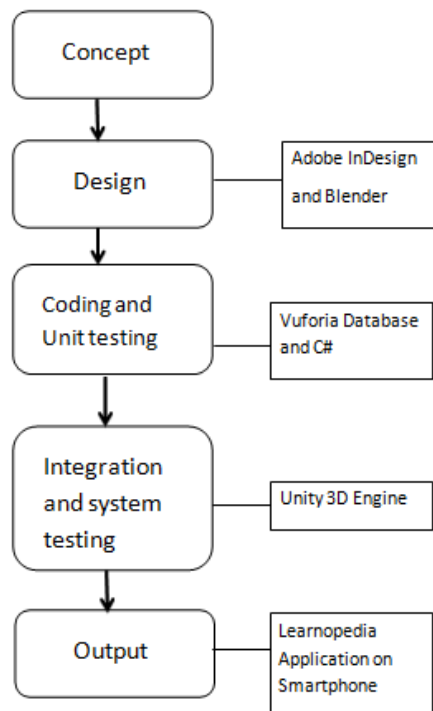 Concept
Design
Adobe InDesign
and Blender
Coding and
Unit testing
Vuforia Database
and C#
Integration
and system
testing
Unity 3D Engine
Output
Learnopedia
Application on
Smartphone